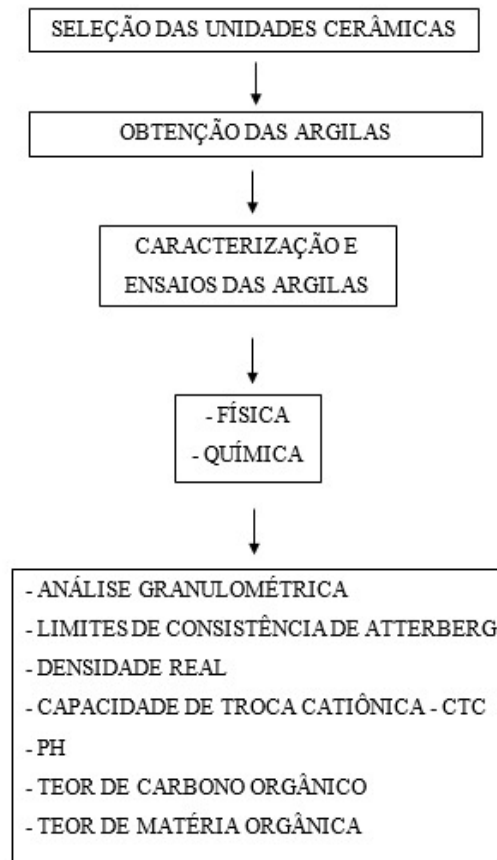 SELEÇÃO DAS UNIDADES CERÂMICAS
OBTENÇÃO DAS ARGILAS
CARACTERIZAÇÃO E
ENSAIOS DAS ARGILAS
- FÍSICA
- QUÍMICA
- ANÁLISE GRANULOMÉTRICA
- LIMITES DE CONSISTÊNCIA DE ATTERBERG
- DENSIDADE REAL
- CAPACIDADE DE TROCA CATIÔNICA - CTC
- PH
- TEOR DE CARBONO ORGÂNICO
- TEOR DE MATÉRIA ORGÂNICA